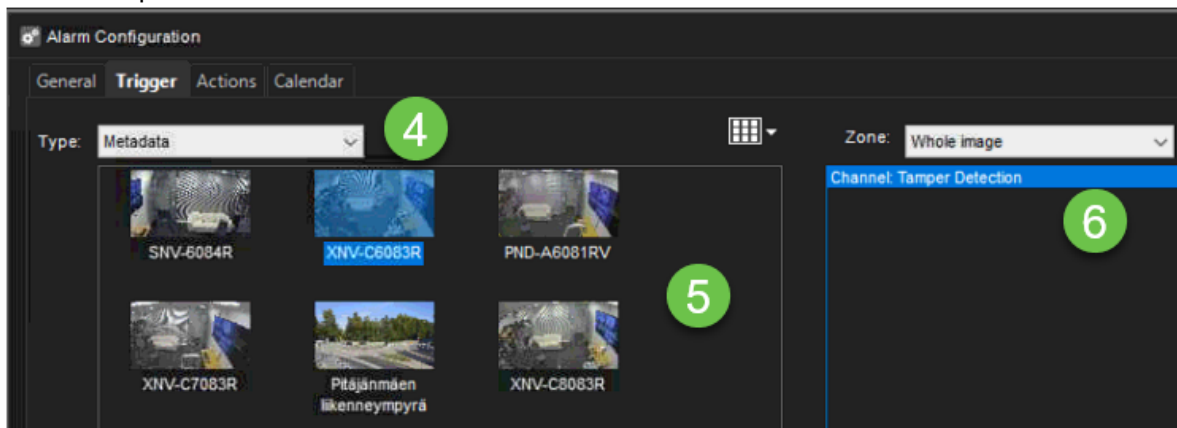 Alarm Configuration
General Trigger Actions Calendar
4
Type: Metadata
Zone: Whole image
Channel: Tamper Detection
6
SNV-6084R XNV-C6083R PND-A6081RV
5
XNV-C7083R Pitäjänmäen XNV-C8083R
liikenneympyrä